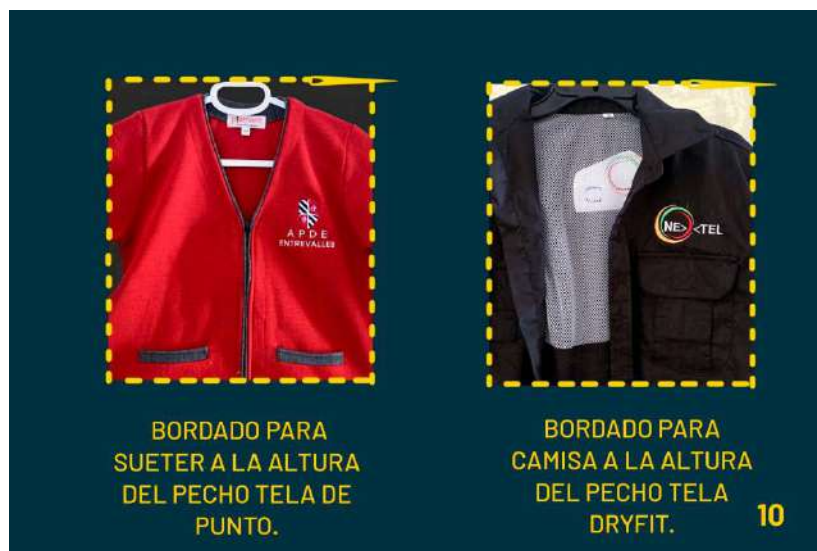 APDE
ENTREVALLES
NE><TEL
BORDADO PARA
SUETER A LA ALTURA
DEL PECHO TELA DE
PUNTO.
BORDADO PARA
CAMISA A LA ALTURA
DEL PECHO TELA
DRYFIT.
10